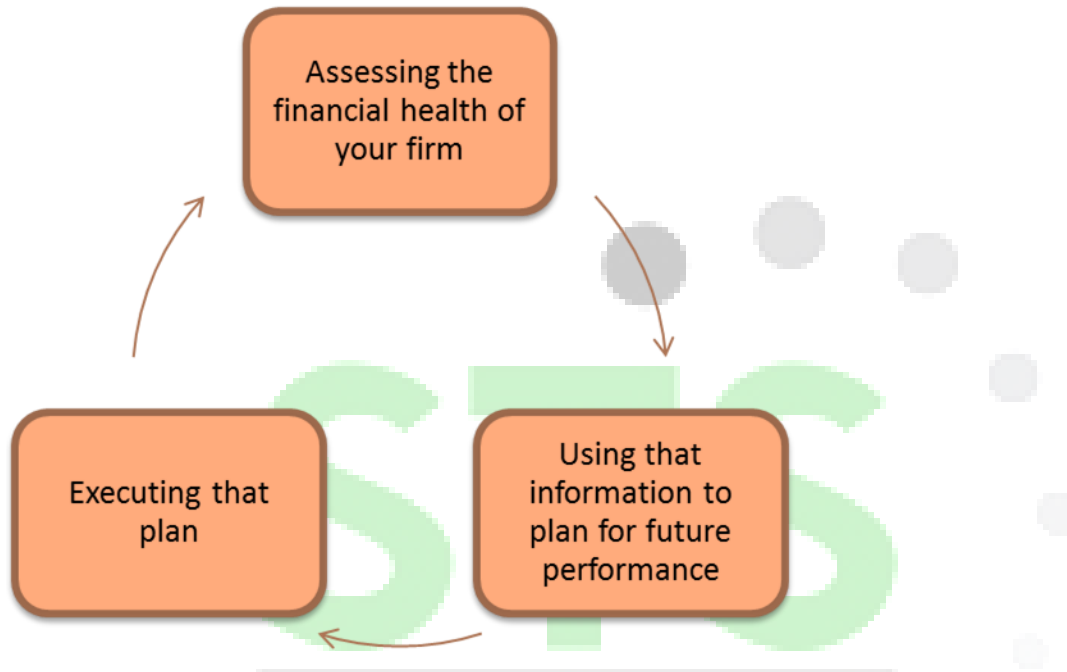 Assessing the
financial health of
your firm
Executing that
plan
Using that
information to
plan for future
performance
STS